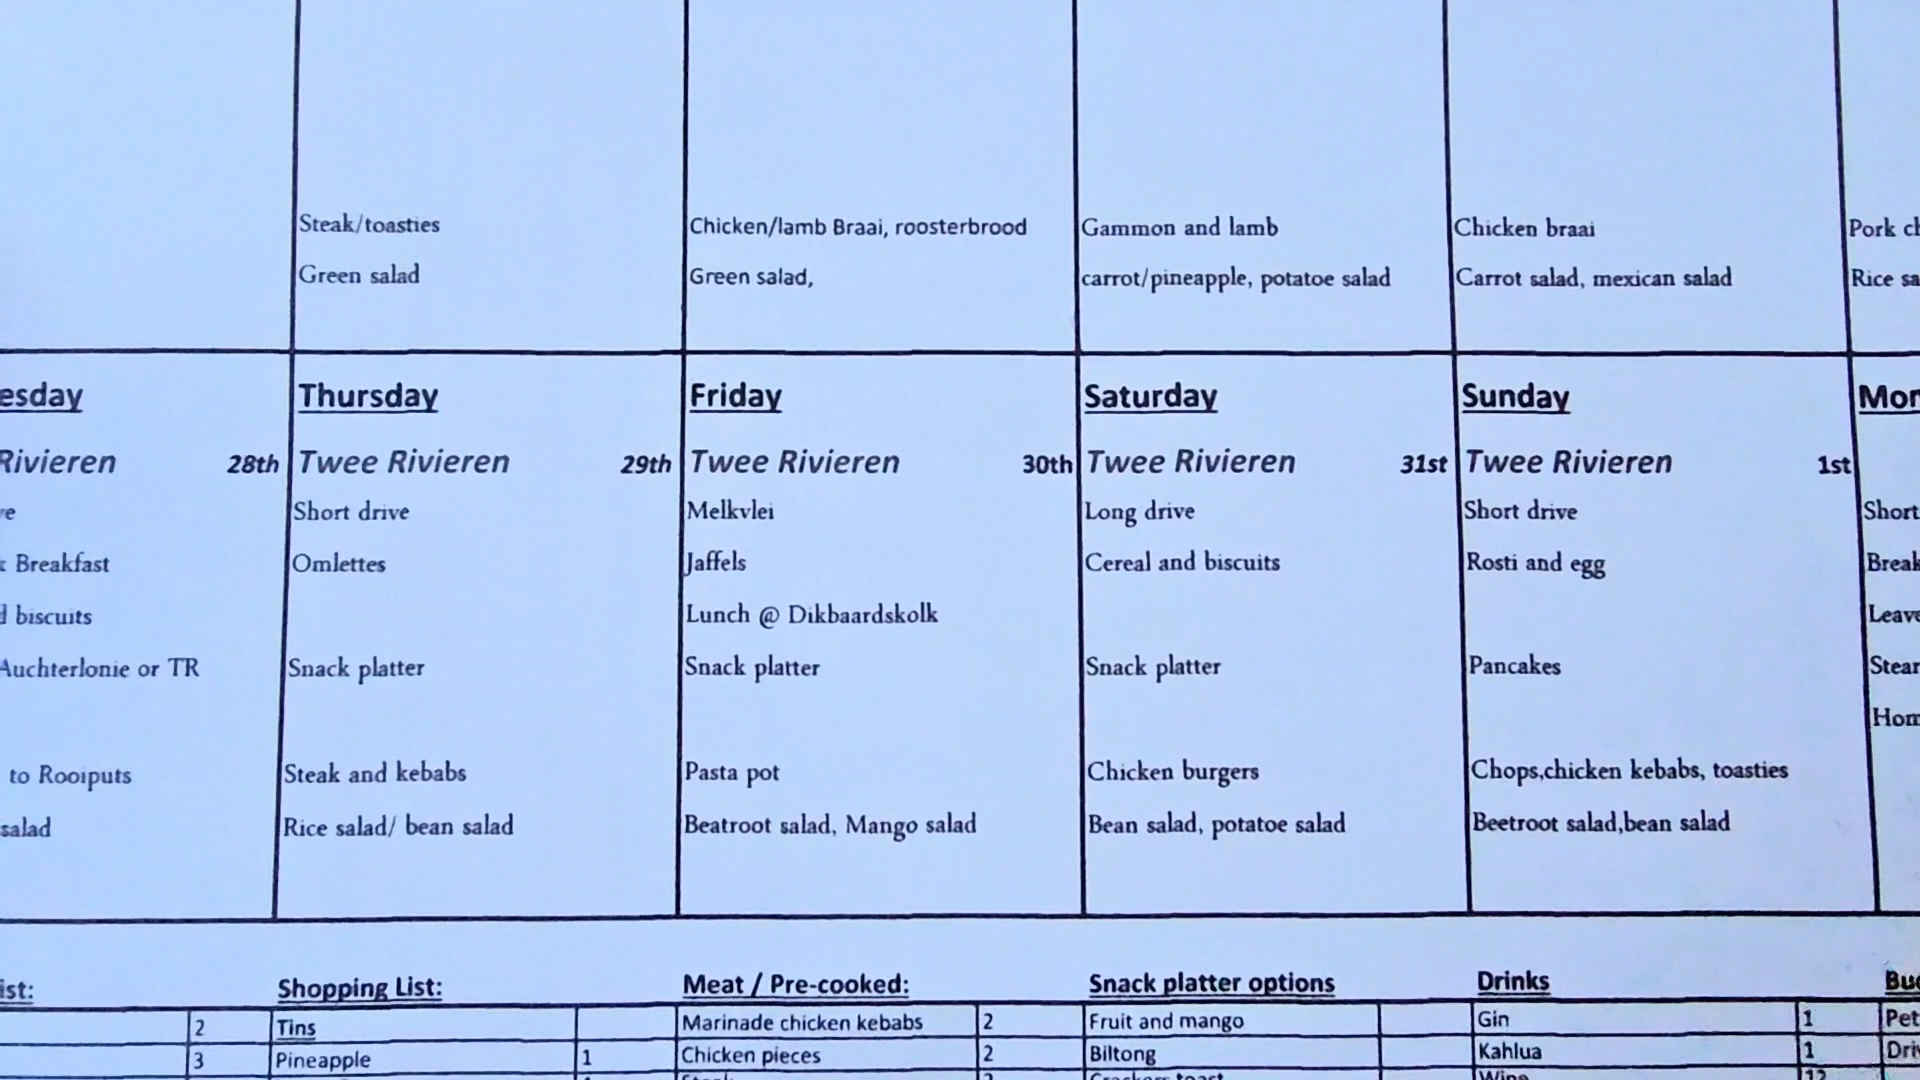 Steak/toasties
Green salad
Chicken/lamb Braai, roosterbrood
Green salad,
Gammon and lamb
carrot/pineapple, potatoe salad
Chicken braai
Carrot salad, mexican salad
Pork
Rice
Rivieren 28th
Breakfast
biscuits
Auchterlonie or TR
to Rooiputs
salad
Thursday
Twee Rivieren 29th
Short drive
Omlettes
Snack platter
Steak and kebabs
Rice salad/ bean salad
Friday
Twee Rivieren 30th
Melkvlei
Jaffels
Lunch @ Dikbaardskolk
Snack platter
Pasta pot
Beatroot salad, Mango salad
Saturday
Twee Rivieren 31st
Long drive
Cereal and biscuits
Snack platter
Chicken burgers
Bean salad, potatoe salad
Sunday
Twee Rivieren 1st
Short drive
Rosti and egg
Pancakes
Chops,chicken kebabs, toasties
Beetroot salad,bean salad
Short
2
3
Shopping List:
Tins
Pineapple 1
Meat / Pre-cooked:
Marinade chicken kebabs 2
Chicken pieces 2
Snack platter options
Fruit and mango
Biltong
Drinks
Gin 1
Kahlua 1